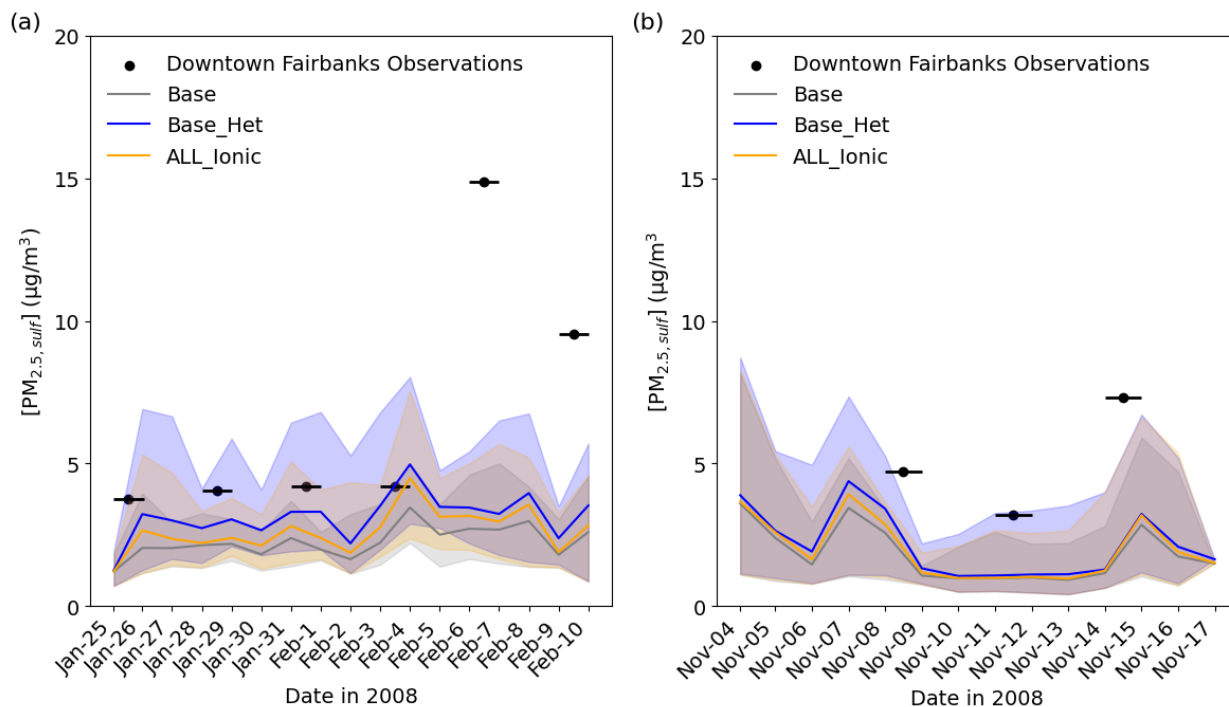 (a)
20
15
10
5
0
[PM2.5, sulf] (µg/m³)
Downtown Fairbanks Observations
Base
Base_Het
ALL_Ionic
Jan-25
Jan-26
Jan-27
Jan-28
Jan-29
Jan-30
Jan-31
Feb-1
Feb-2
Feb-3
Feb-4
Feb-5
Feb-6
Feb-7
Feb-8
Feb-9
Feb-10
Date in 2008
(b)
20
15
10
5
0
[PM2.5, sulf] (µg/m³
Downtown Fairbanks Observations
Base
Base_Het
ALL_Ionic
Nov-04
Nov-05
Nov-06
Nov-07
Nov-08
Nov-09
Nov-10
Nov-11
Nov-12
Nov-13
Nov-14
Nov-15
Nov-16
Nov-17
Date in 2008